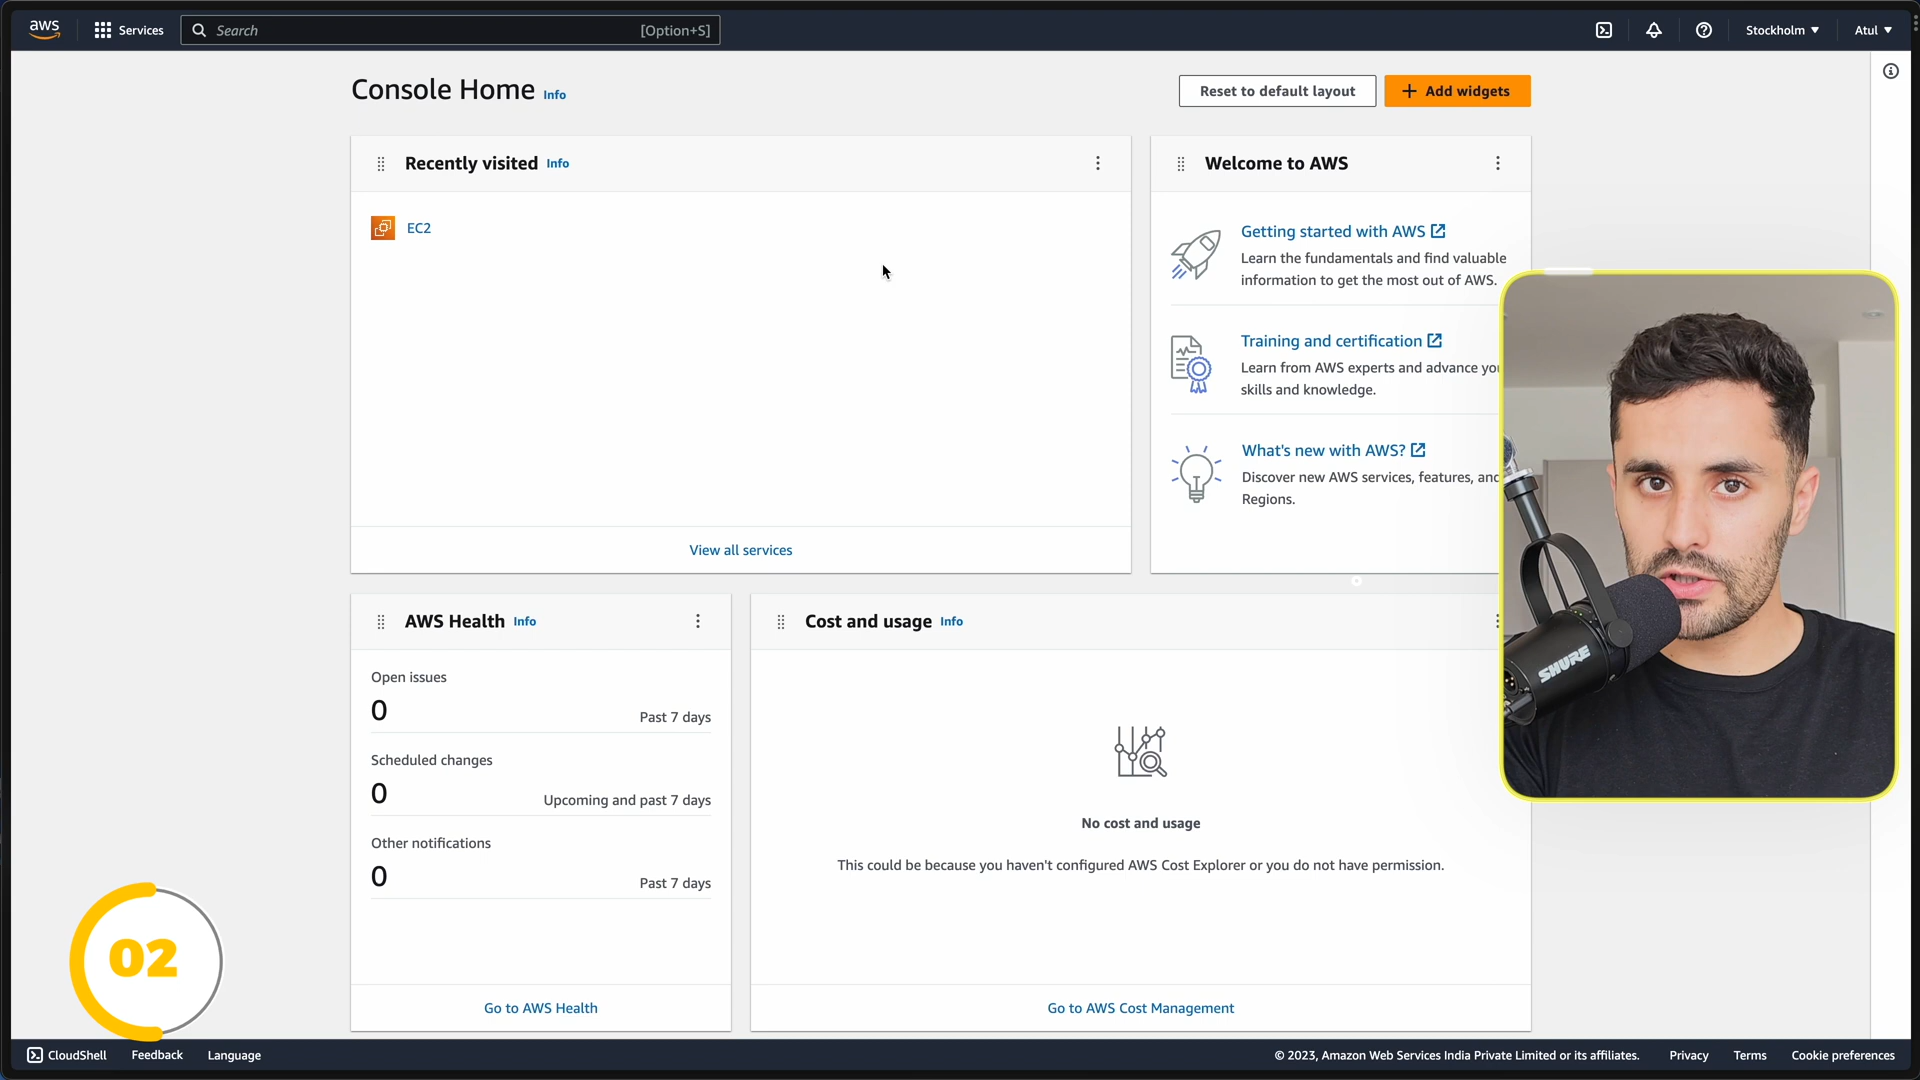 aws
Services
Search
[Option+S]
Stockholm ▼
Atul ▼
Console Home Info
Reset to default layout
+ Add widgets
Recently visited Info
EC2
View all services
Welcome to AWS
Getting started with AWS
Learn the fundamentals and find valuable
information to get the most out of AWS.
Training and certification
Learn from AWS experts and advance
skills and knowledge.
What's new with AWS?
Discover new AWS services, features,
Regions.
AWS Health Info
Open issues
0
Past 7 days
Scheduled changes
0
Upcoming and past 7 days
Other notifications
0
Past 7 days
Go to AWS Health
Cost and usage Info
No cost and usage
This could be because you haven't configured AWS Cost Explorer or you do not have permission.
Go to AWS Cost Management
SHURE
02
CloudShell
Feedback
Language
© 2023, Amazon Web Services India Private Limited or its affiliates.
Privacy
Terms
Cookie preferences